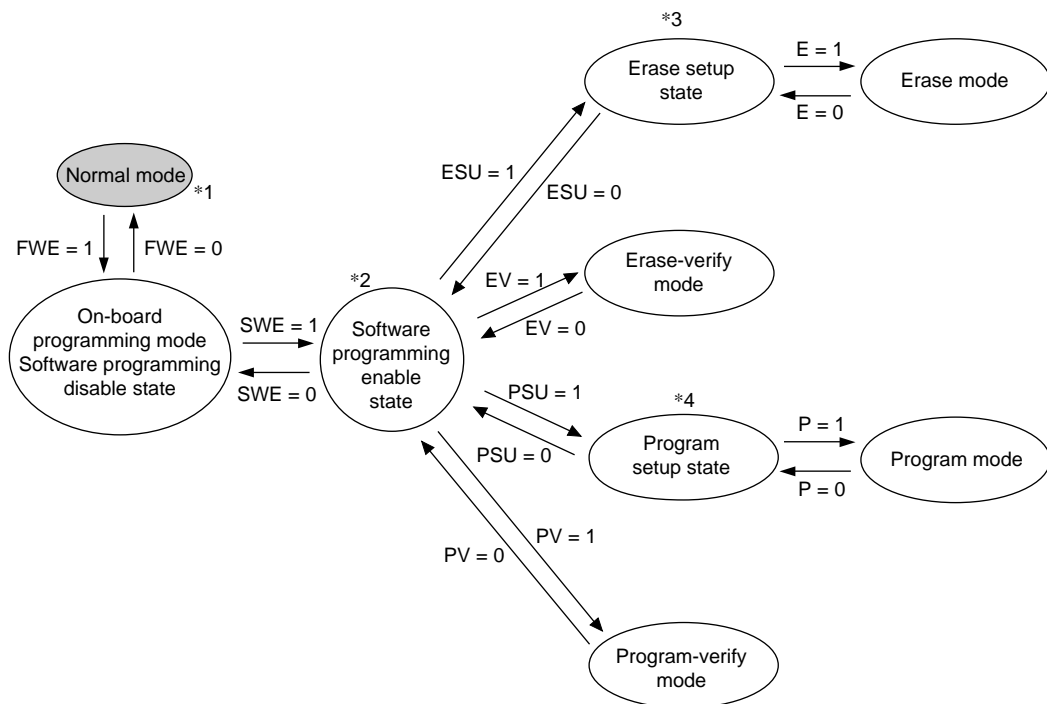 *3
Erase setup
state
E = 1
E = 0
Erase mode
Normal mode
*1
FWE = 1
FWE = 0
ESU = 1
ESU = 0
On-board
programming mode
Software programming
disable state
SWE = 1
SWE = 0
*2
Software
programming
enable
state
EV = 1
EV = 0
Erase-verify
mode
PSU = 1
PSU = 0
*4
Program
setup state
P = 1
P = 0
Program mode
PV = 1
PV = 0
Program-verify
mode